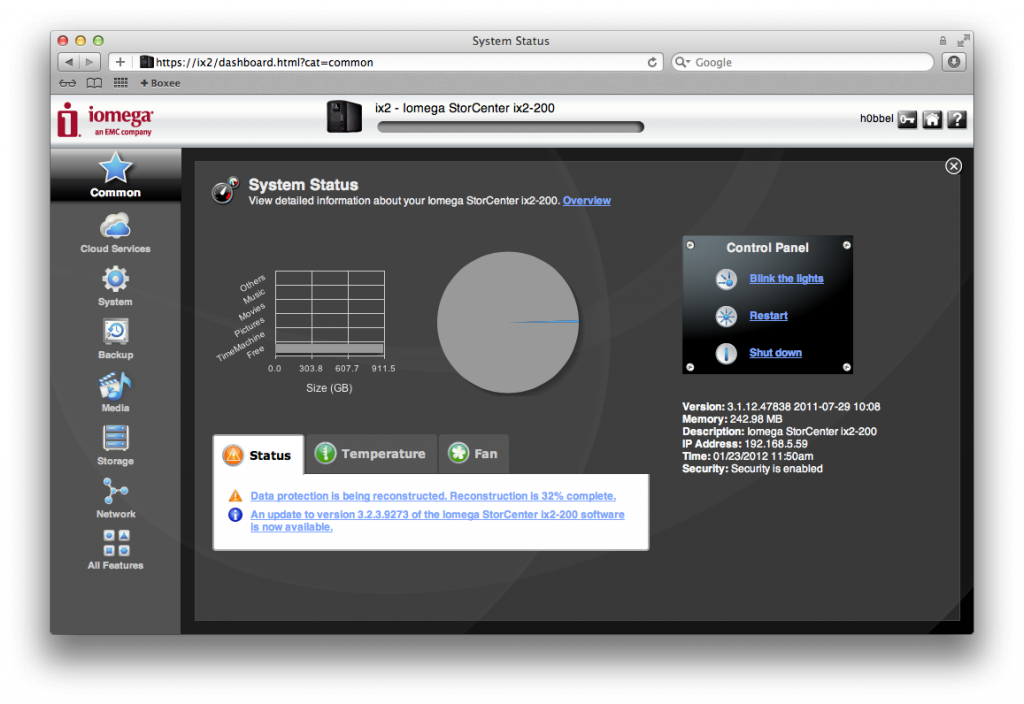 System Status
https://ix2/dashboard.html?cat=common
Google
Boxee
iomega
an EMC company
ix2 - Iomega StorCenter ix2-200
h0bbel
?
Common
Cloud Services
System
Backup
Media
Storage
Network
All Features
System Status
View detailed information about your Iomega StorCenter ix2-200. Overview
Others
Music
Movies
Pictures
TimeMachine
Free
0.0 303.8 607.7 911.5
Size (GB)
Control Panel
Blink the lights
Restart
Shut down
Version: 3.1.12.47838 2011-07-29 10:08
Memory: 242.98 MB
Description: Iomega StorCenter ix2-200
IP Address: 192.168.5.59
Time: 01/23/2012 11:50am
Security: Security is enabled
Status Temperature Fan
Data protection is being reconstructed. Reconstruction is 32% complete.
An update to version 3.2.3.9273 of the Iomega StorCenter ix2-200 software
is now available.